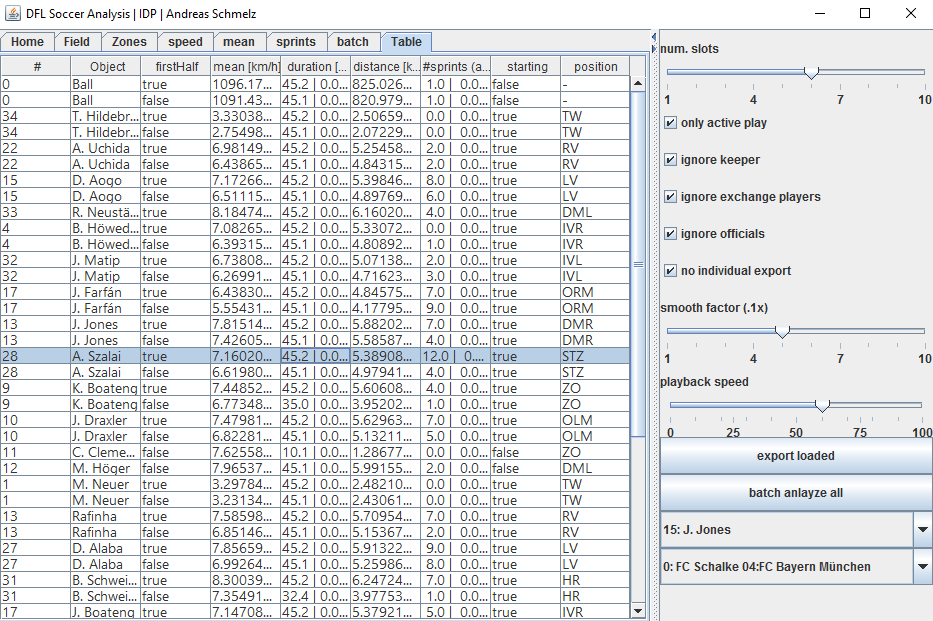 DFL Soccer Analysis | IDP | Andreas Schmelz
Home Field Zones speed mean sprints batch Table
# Object firstHalf mean [km/h] duration [... distance [k... #sprints (a... starting position
0 Ball true 1096.17... 45.2 | 0.0... 825.026... 1.0 | 0.0... false -
0 Ball false 1091.43... 45.1 | 0.0... 820.979... 1.0 | 0.0... false -
34 T. Hildebr... true 3.33038... 45.2 | 0.0... 2.50659... 0.0 | 0.0... true TW
34 T. Hildebr... false 2.75498... 45.1 | 0.0... 2.07229... 0.0 | 0.0... true TW
22 A. Uchida true 6.98149... 45.2 | 0.0... 5.25458... 2.0 | 0.0... true RV
22 A. Uchida false 6.43865... 45.1 | 0.0... 4.84315... 2.0 | 0.0... true RV
15 D. Aogo true 7.17266... 45.2 | 0.0... 5.39846... 8.0 | 0.0... true LV
15 D. Aogo false 6.51115... 45.1 | 0.0... 4.89769... 6.0 | 0.0... true LV
33 R. Neustä... true 8.18474... 45.2 | 0.0... 6.16020... 4.0 | 0.0... true DML
4 B. Höwed... true 7.08265... 45.2 | 0.0... 5.33072... 0.0 | 0.0... true IVR
4 B. Höwed... false 6.39315... 45.1 | 0.0... 4.80892... 1.0 | 0.0... true IVR
32 J. Matip true 6.73808... 45.2 | 0.0... 5.07138... 2.0 | 0.0... true IVL
32 J. Matip false 6.26991... 45.1 | 0.0... 4.71623... 3.0 | 0.0... true IVL
17 J. Farfán true 6.43830... 45.2 | 0.0... 4.84575... 7.0 | 0.0... true ORM
17 J. Farfán false 5.55431... 45.1 | 0.0... 4.17795... 9.0 | 0.0... true ORM
13 J. Jones true 7.81514... 45.2 | 0.0... 5.88202... 7.0 | 0.0... true DMR
13 J. Jones false 7.42605... 45.1 | 0.0... 5.58587... 4.0 | 0.0... true DMR
28 A. Szalai true 7.16020... 45.2 | 0.0... 5.38908... 12.0 | 0.... true STZ
28 A. Szalai false 6.61980... 45.1 | 0.0... 4.97941... 4.0 | 0.0... true STZ
9 K. Boateng true 7.44852... 45.2 | 0.0... 5.60608... 4.0 | 0.0... true ZO
9 K. Boateng false 6.77348... 35.0 | 0.0... 3.95202... 1.0 | 0.0... true ZO
10 J. Draxler true 7.47981... 45.2 | 0.0... 5.62963... 7.0 | 0.0... true OLM
10 J. Draxler false 6.82281... 45.1 | 0.0... 5.13211... 5.0 | 0.0... true OLM
11 C. Cleme... false 7.62558... 10.1 | 0.0... 1.28677... 0.0 | 0.0... false ZO
12 M. Höger false 7.96537... 45.1 | 0.0... 5.99155... 2.0 | 0.0... false DML
1 M. Neuer true 3.29784... 45.2 | 0.0... 2.48210... 0.0 | 0.0... true TW
1 M. Neuer false 3.23134... 45.1 | 0.0... 2.43061... 0.0 | 0.0... true TW
13 Rafinha true 7.58598... 45.2 | 0.0... 5.70954... 7.0 | 0.0... true RV
13 Rafinha false 6.85146... 45.1 | 0.0... 5.15367... 2.0 | 0.0... true RV
27 D. Alaba true 7.85659... 45.2 | 0.0... 5.91322... 9.0 | 0.0... true LV
27 D. Alaba false 6.99264... 45.1 | 0.0... 5.25986... 8.0 | 0.0... true LV
31 B. Schwei... true 8.30039... 45.2 | 0.0... 6.24724... 7.0 | 0.0... true HR
31 B. Schwei... false 7.35491... 32.4 | 0.0... 3.97753... 1.0 | 0.0... true HR
17 J. Boateng true 7.14708... 45.2 | 0.0... 5.37921... 5.0 | 0.0... true IVR
num. slots
1 4 7 10
only active play
ignore keeper
ignore exchange players
ignore officials
no individual export
smooth factor (.1x)
1 4 7 10
playback speed
0 25 50 75 100
export loaded
batch anlayze all
15: J. Jones
0: FC Schalke 04:FC Bayern München